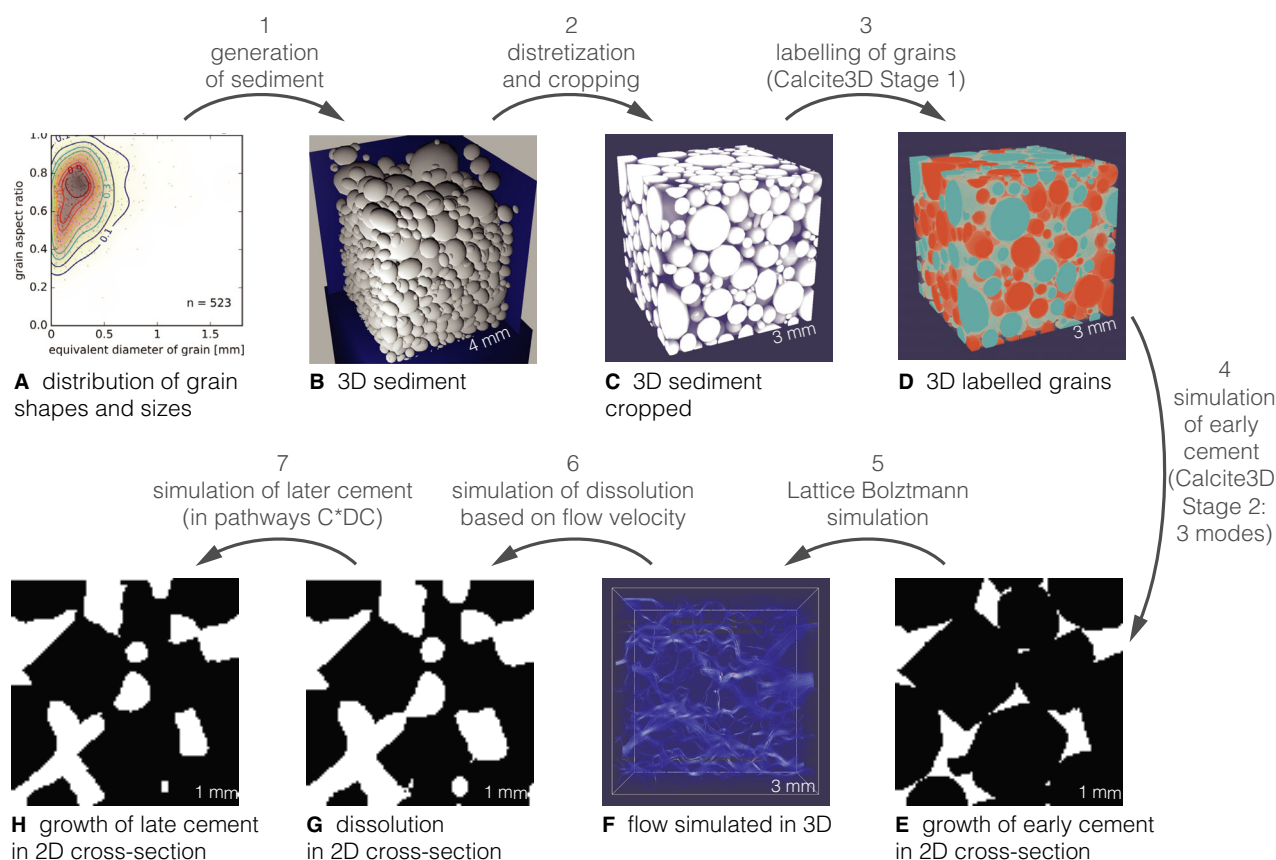 1
generation
of sediment
2
distretization
and cropping
3
labelling of grains
(Calcite3D Stage 1)
1.0
0.8
0.6
0.4
0.2
0.0
0
0.5
1.0
1.5
grain aspect ratio
equivalent diameter of grain [mm]
0.1
0.9
0.3
0.1
n = 523
4 mm
3 mm
3 mm
A distribution of grain
shapes and sizes
B 3D sediment
C 3D sediment
cropped
D 3D labelled grains
4
simulation
of early
cement
(Calcite3D
Stage 2:
3 modes)
7
simulation of later cement
(in pathways C*DC)
6
simulation of dissolution
based on flow velocity
5
Lattice Bolztmann
simulation
1 mm
1 mm
3 mm
1 mm
H growth of late cement
in 2D cross-section
G dissolution
in 2D cross-section
F flow simulated in 3D
E growth of early cement
in 2D cross-section